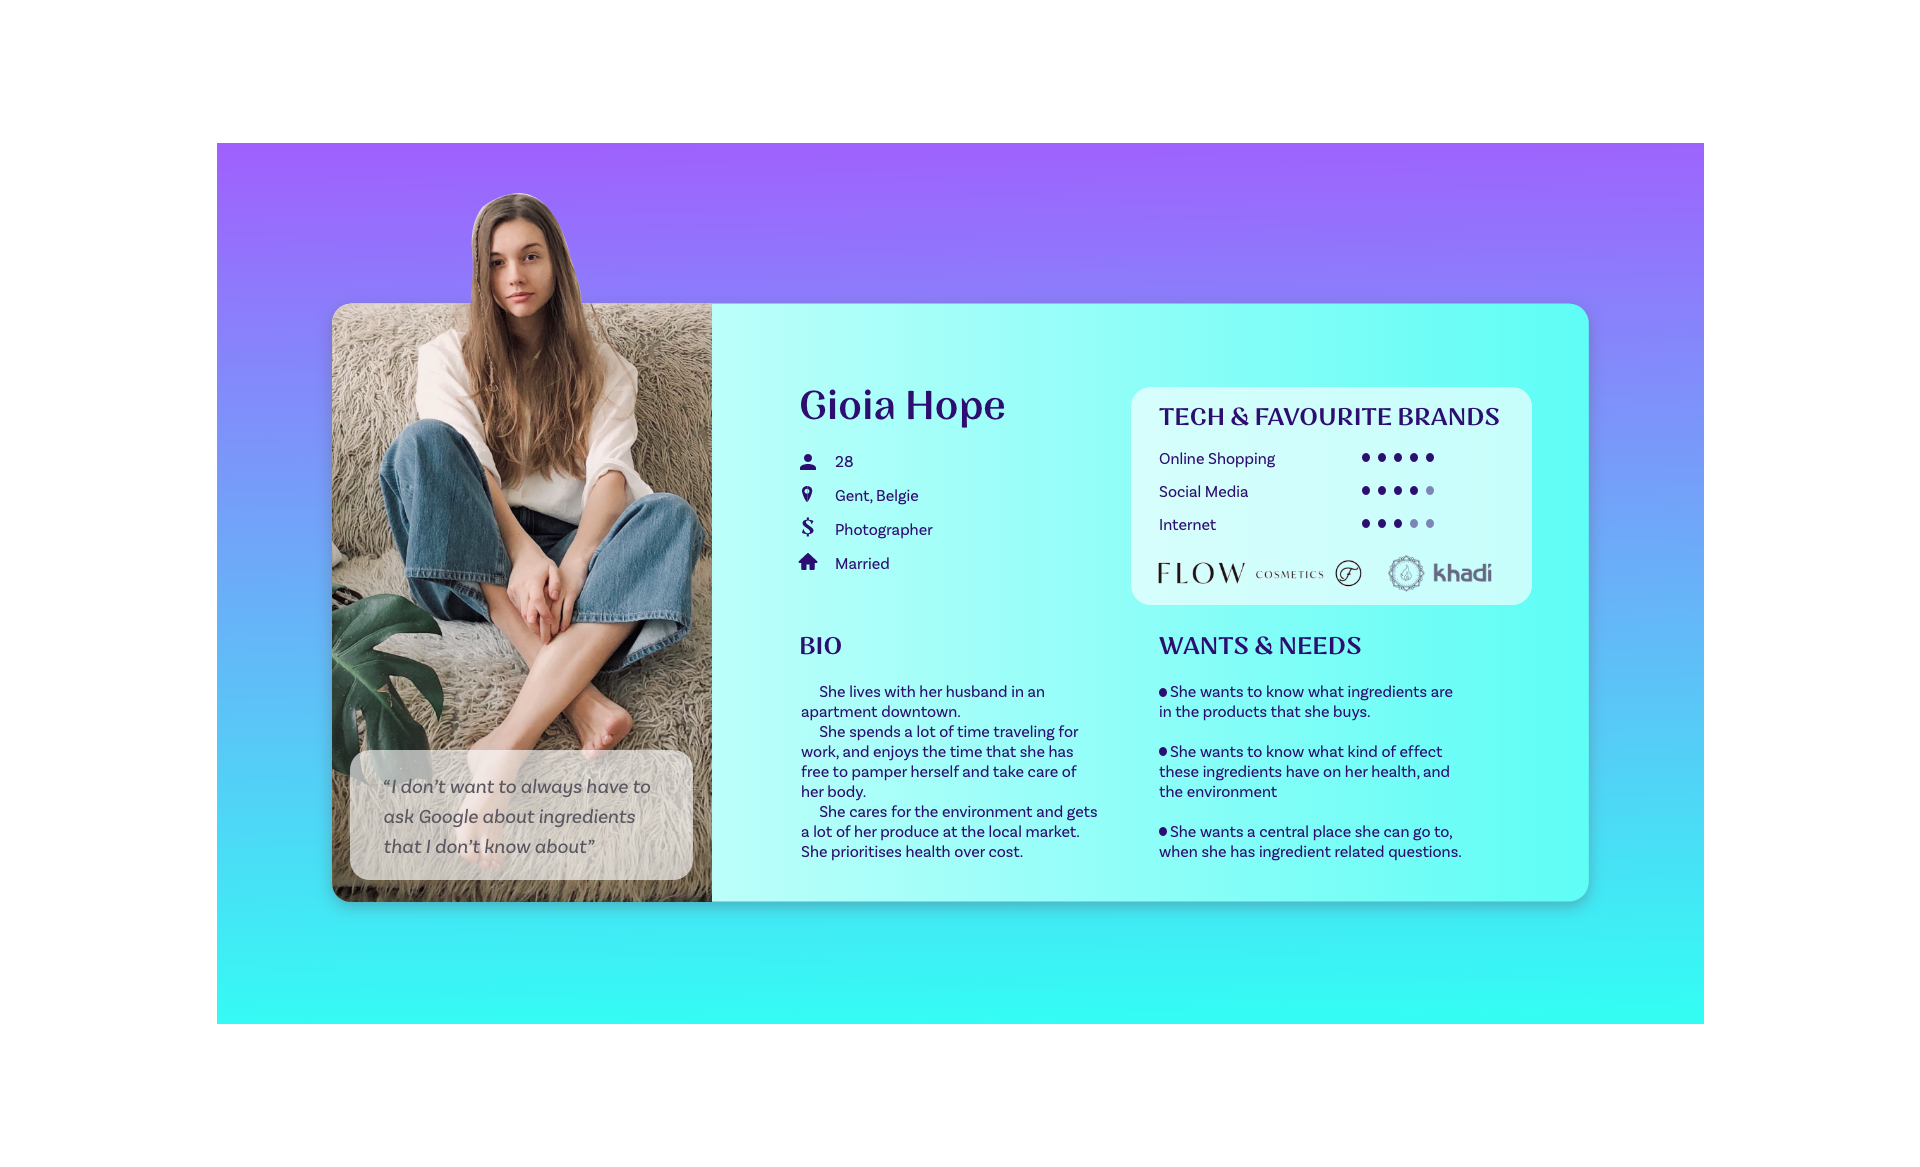 Gioia Hope
28
Gent, Belgie
Photographer
Married
TECH & FAVOURITE BRANDS
Online Shopping
Social Media
Internet
FLOW COSMETICS F khadi
BIO
She lives with her husband in an
apartment downtown.
She spends a lot of time traveling for
work, and enjoys the time that she has
free to pamper herself and take care of
her body.
She cares for the environment and gets
a lot of her produce at the local market.
She prioritises health over cost.
WANTS & NEEDS
She wants to know what ingredients are
in the products that she buys.
She wants to know what kind of effect
these ingredients have on her health, and
the environment
She wants a central place she can go to,
when she has ingredient related questions.
“I don’t want to always have to
ask Google about ingredients
that I don’t know about”